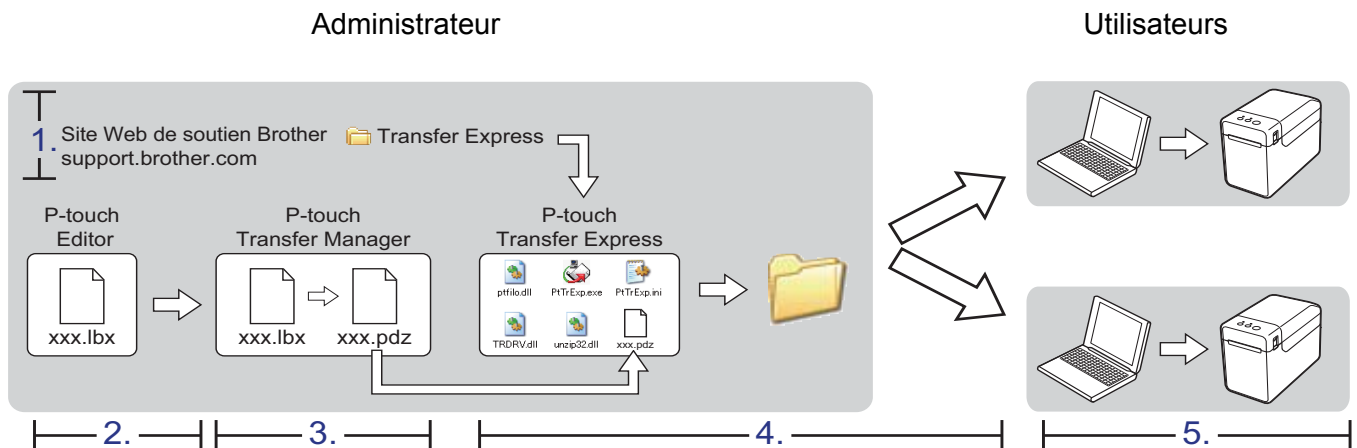 Administrateur
Utilisateurs
1.
Site Web de soutien Brother
support.brother.com
Transfer Express
P-touch
Editor
xxx.lbx
P-touch
Transfer Manager
xxx.lbx xxx.pdz
P-touch
Transfer Express
ptfilo.dll PtTrExp.exe PtTrExp.ini
TRDRV.dll unzip32.dll xxx.pdz
2. 3. 4. 5.